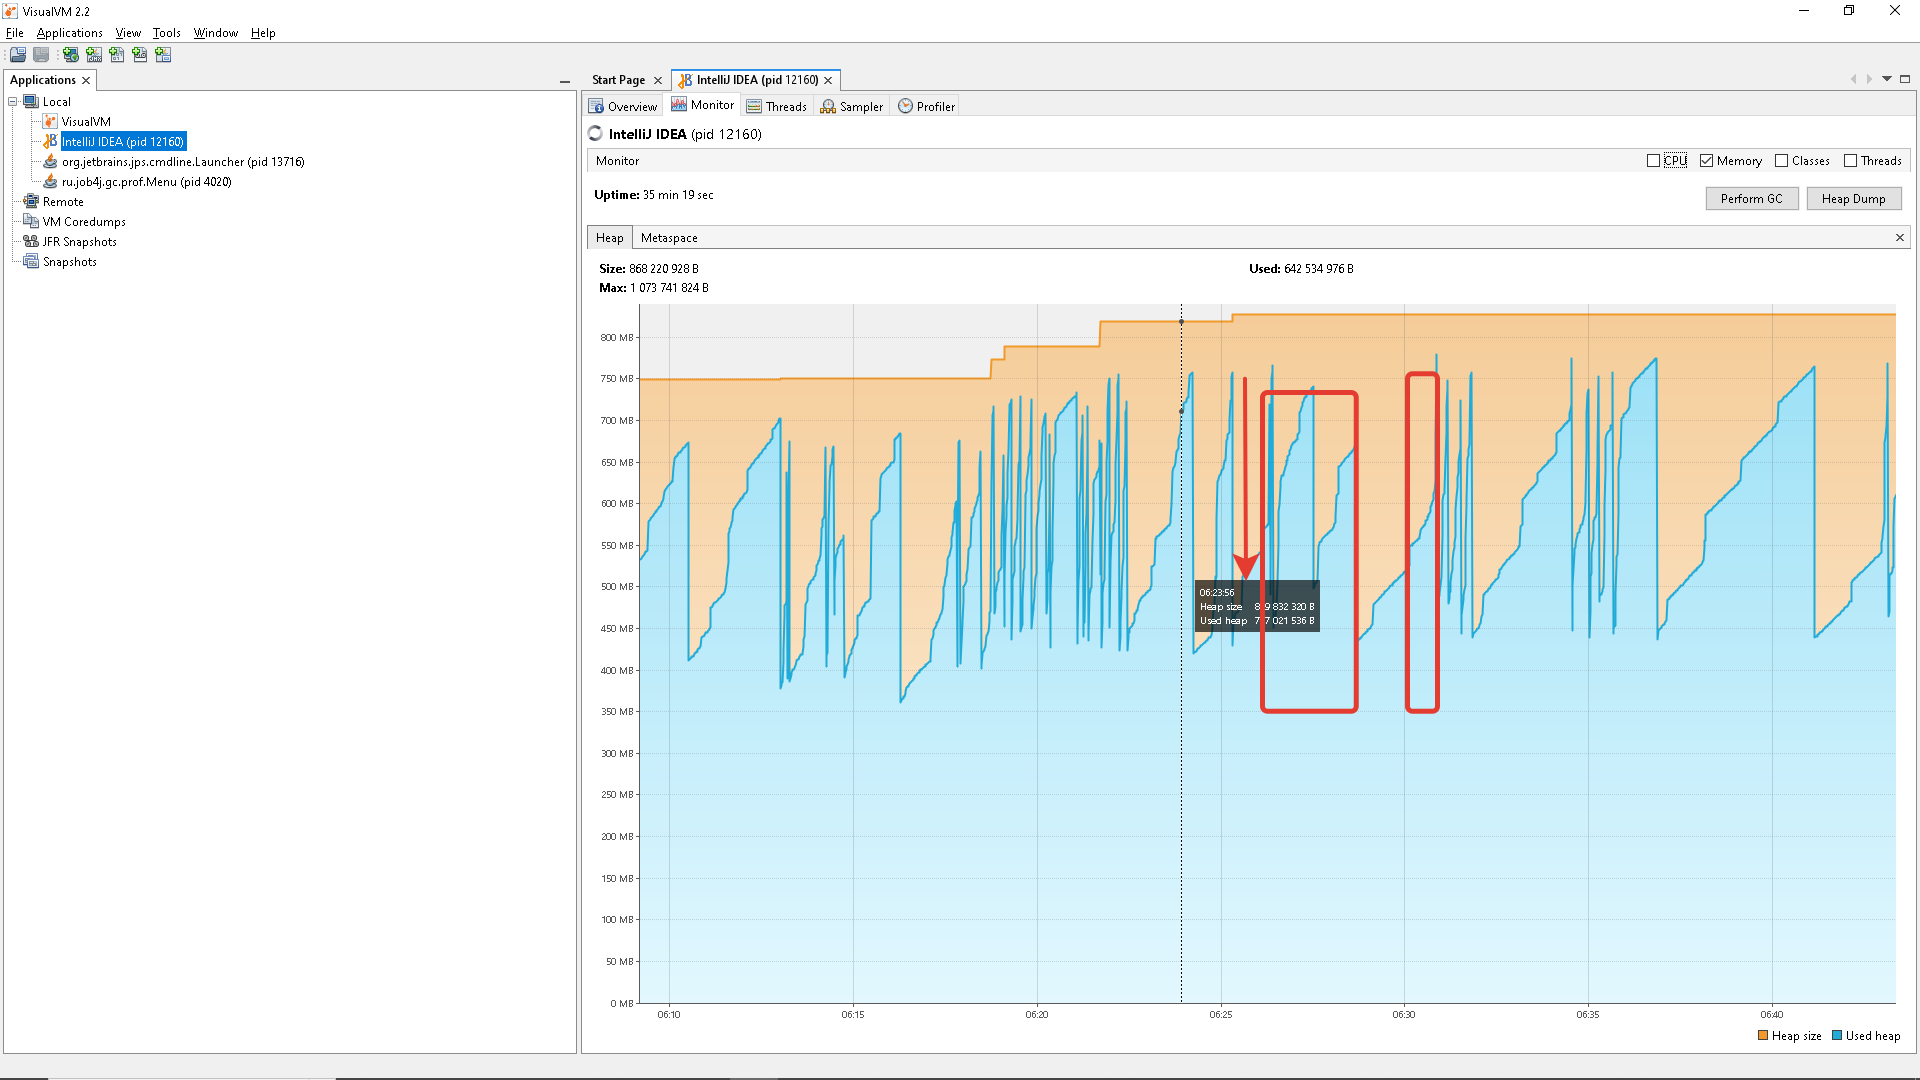 VisualVM 2.2
File Applications View Tools Window Help
Applications
Local
VisualVM
IntelliJ IDEA (pid 12160)
org.jetbrains.jps.cmdline.Launcher (pid 13716)
ru.job4j.gc.prof.Menu (pid 4020)
Remote
VM Coredumps
JFR Snapshots
Snapshots
Start Page IntelliJ IDEA (pid 12160)
Overview Monitor Threads Sampler Profiler
IntelliJ IDEA (pid 12160)
Monitor CPU Memory Classes Threads
Uptime: 35 min 19 sec
Perform GC Heap Dump
Heap Metaspace
Size: 868 220 928 B Used: 642 534 976 B
Max: 1 073 741 824 B
800 MB
750 MB
700 MB
650 MB
600 MB
550 MB
500 MB
450 MB
400 MB
350 MB
300 MB
250 MB
200 MB
150 MB
100 MB
50 MB
0 MB
06:23:56
Heap size 832 320 B
Used heap 021 536 B
06:10 06:15 06:20 06:25 06:30 06:35 06:40
Heap size Used heap